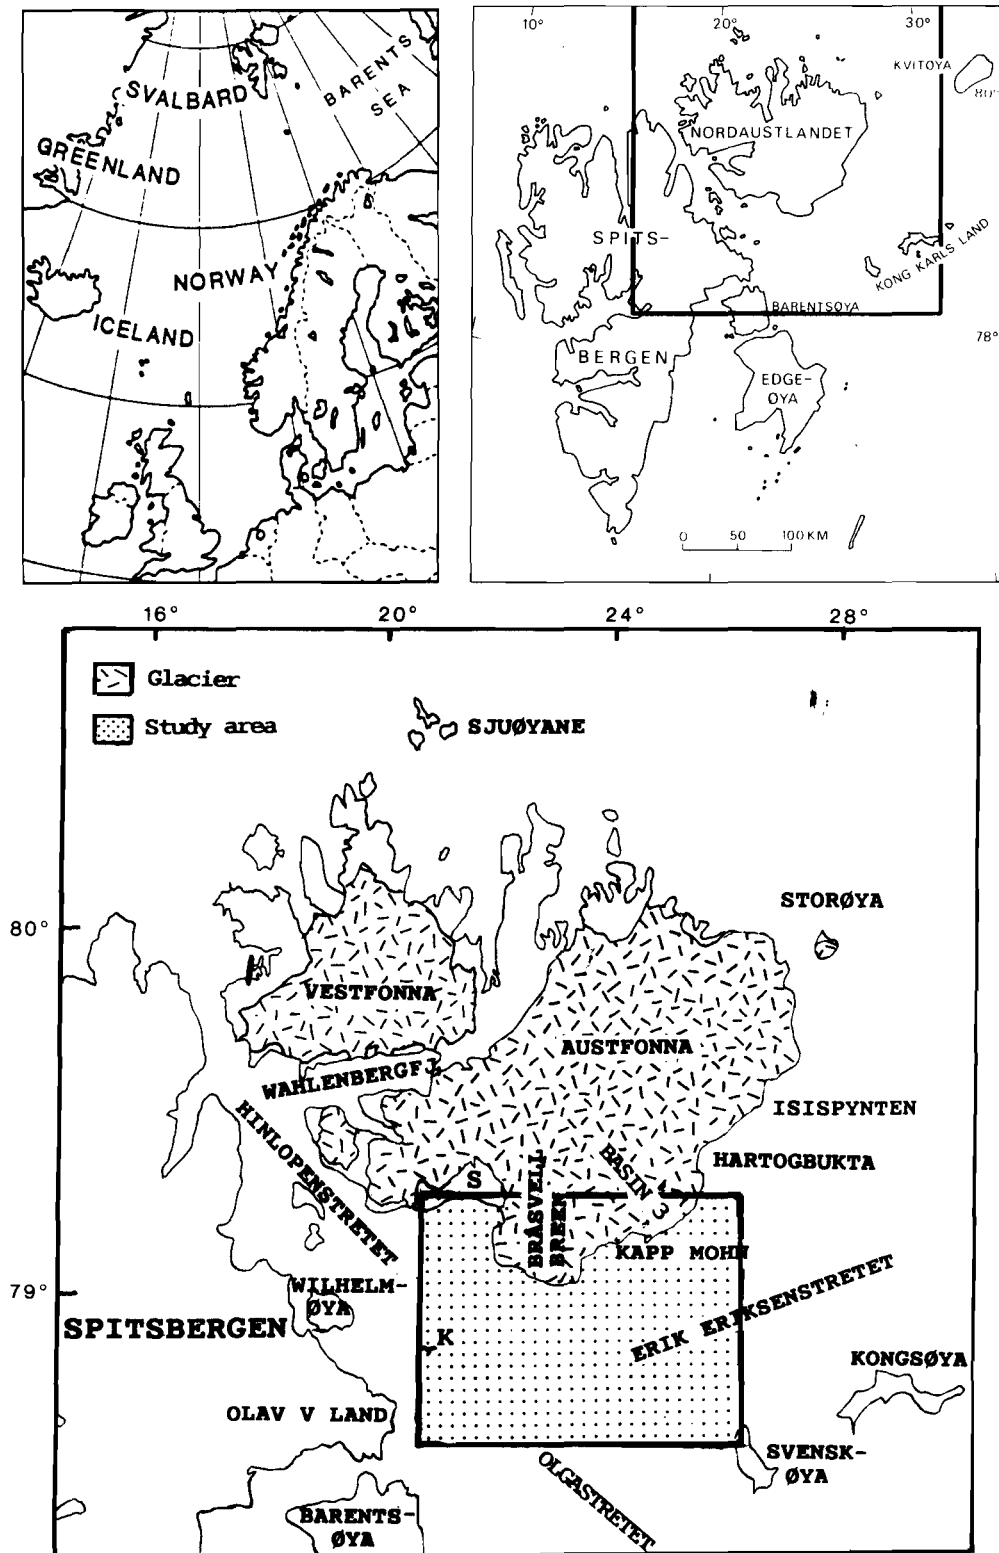 SVALBARD
BARENTS
SEA
GREENLAND
NORWAY
ICELAND
10°
20°
30°
KVITØYA
80°
NORDAUSTLANDET
SPITS-
KONG KARLS LAND
BARENTSØYA
78°
BERGEN
EDGE-
ØYA
0 50 100 KM
16°
20°
24°
28°
Glacier
Study area
SJUØYANE
STORØYA
80°
VESTFONNA
AUSTFONNA
WAHLENBERGFJ.
ISISPYNTEN
HINLOPENSTRETET
HARTOGBUKTA
BASIN 3
S
BRÅSVELL
BREEN
KAPP MOHN
79°
WILHELM-
ØYA
ERIK ERIKSENSTRETET
SPITSBERGEN
K
KONGSØYA
OLAV V LAND
SVENSK-
ØYA
OLGASTRETET
BARENTS-
ØYA